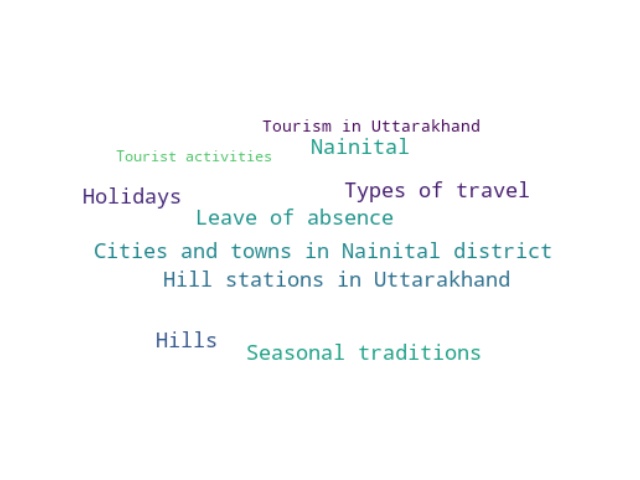 Tourism in Uttarakhand
Nainital
Tourist activities
Types of travel
Holidays
Leave of absence
Cities and towns in Nainital district
Hill stations in Uttarakhand
Hills
Seasonal traditions